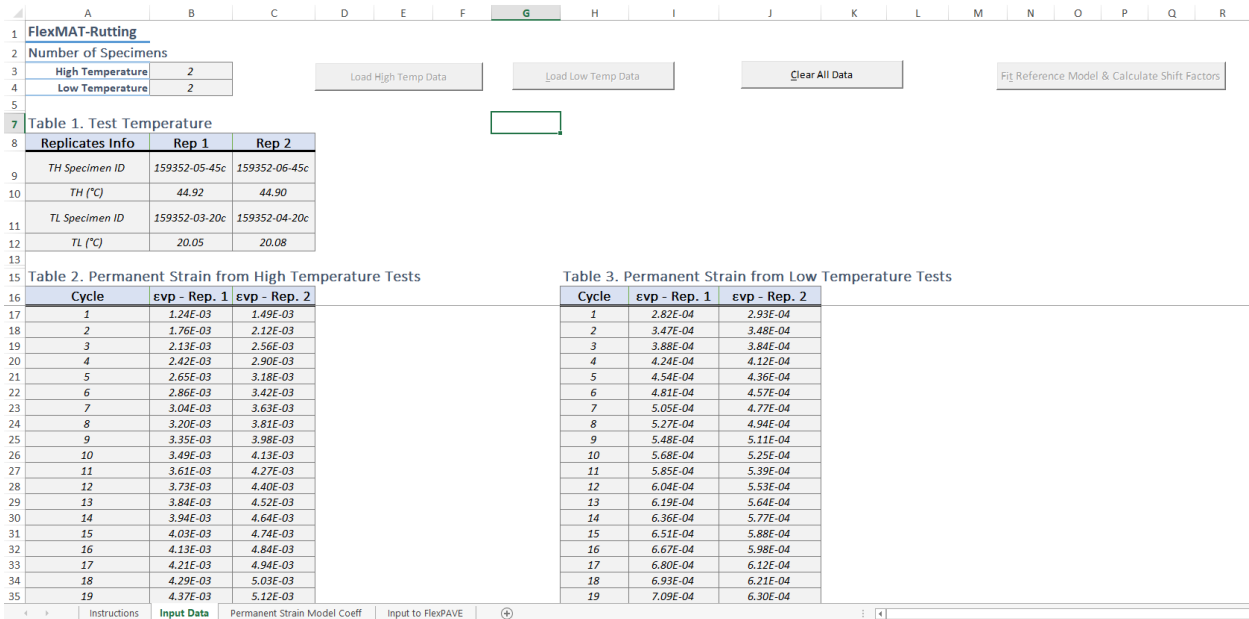 A B C D E F G H I J K L M N O P Q R
1 FlexMAT-Rutting
2 Number of Specimens
3 High Temperature 2 Load High Temp Data Load Low Temp Data Clear All Data Fit Reference Model & Calculate Shift Factors
4 Low Temperature 2
5
7 Table 1. Test Temperature
8 Replicates Info Rep 1 Rep 2
9 TH Specimen ID 159352-05-45c 159352-06-45c
10 TH (°C) 44.92 44.90
11 TL Specimen ID 159352-03-20c 159352-04-20c
12 TL (°C) 20.05 20.08
13
15 Table 2. Permanent Strain from High Temperature Tests Table 3. Permanent Strain from Low Temperature Tests
16 Cycle εvp - Rep. 1 εvp - Rep. 2 Cycle εvp - Rep. 1 εvp - Rep. 2
17 1 1.24E-03 1.49E-03 1 2.82E-04 2.93E-04
18 2 1.76E-03 2.12E-03 2 3.47E-04 3.48E-04
19 3 2.13E-03 2.56E-03 3 3.88E-04 3.84E-04
20 4 2.42E-03 2.90E-03 4 4.24E-04 4.12E-04
21 5 2.65E-03 3.18E-03 5 4.54E-04 4.36E-04
22 6 2.86E-03 3.42E-03 6 4.81E-04 4.57E-04
23 7 3.04E-03 3.63E-03 7 5.05E-04 4.77E-04
24 8 3.20E-03 3.81E-03 8 5.27E-04 4.94E-04
25 9 3.35E-03 3.98E-03 9 5.48E-04 5.11E-04
26 10 3.49E-03 4.13E-03 10 5.68E-04 5.25E-04
27 11 3.61E-03 4.27E-03 11 5.85E-04 5.39E-04
28 12 3.73E-03 4.40E-03 12 6.04E-04 5.53E-04
29 13 3.84E-03 4.52E-03 13 6.19E-04 5.64E-04
30 14 3.94E-03 4.64E-03 14 6.36E-04 5.77E-04
31 15 4.03E-03 4.74E-03 15 6.51E-04 5.88E-04
32 16 4.13E-03 4.84E-03 16 6.67E-04 5.98E-04
33 17 4.21E-03 4.94E-03 17 6.80E-04 6.12E-04
34 18 4.29E-03 5.03E-03 18 6.93E-04 6.21E-04
35 19 4.37E-03 5.12E-03 19 7.09E-04 6.30E-04
Instructions Input Data Permanent Strain Model Coeff Input to FlexPAVE